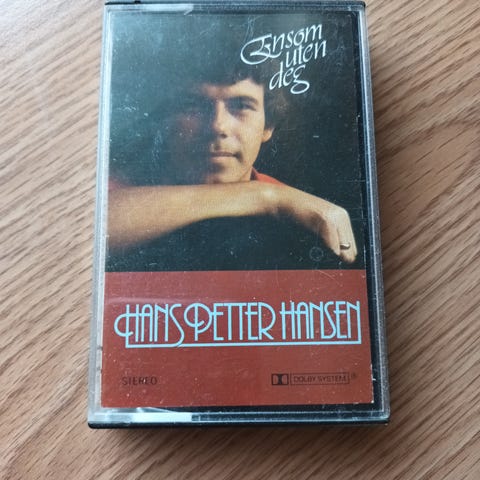 Ensom
uten
deg
HANS PETTER HANSEN
STEREO
DOLBY SYSTEM ®